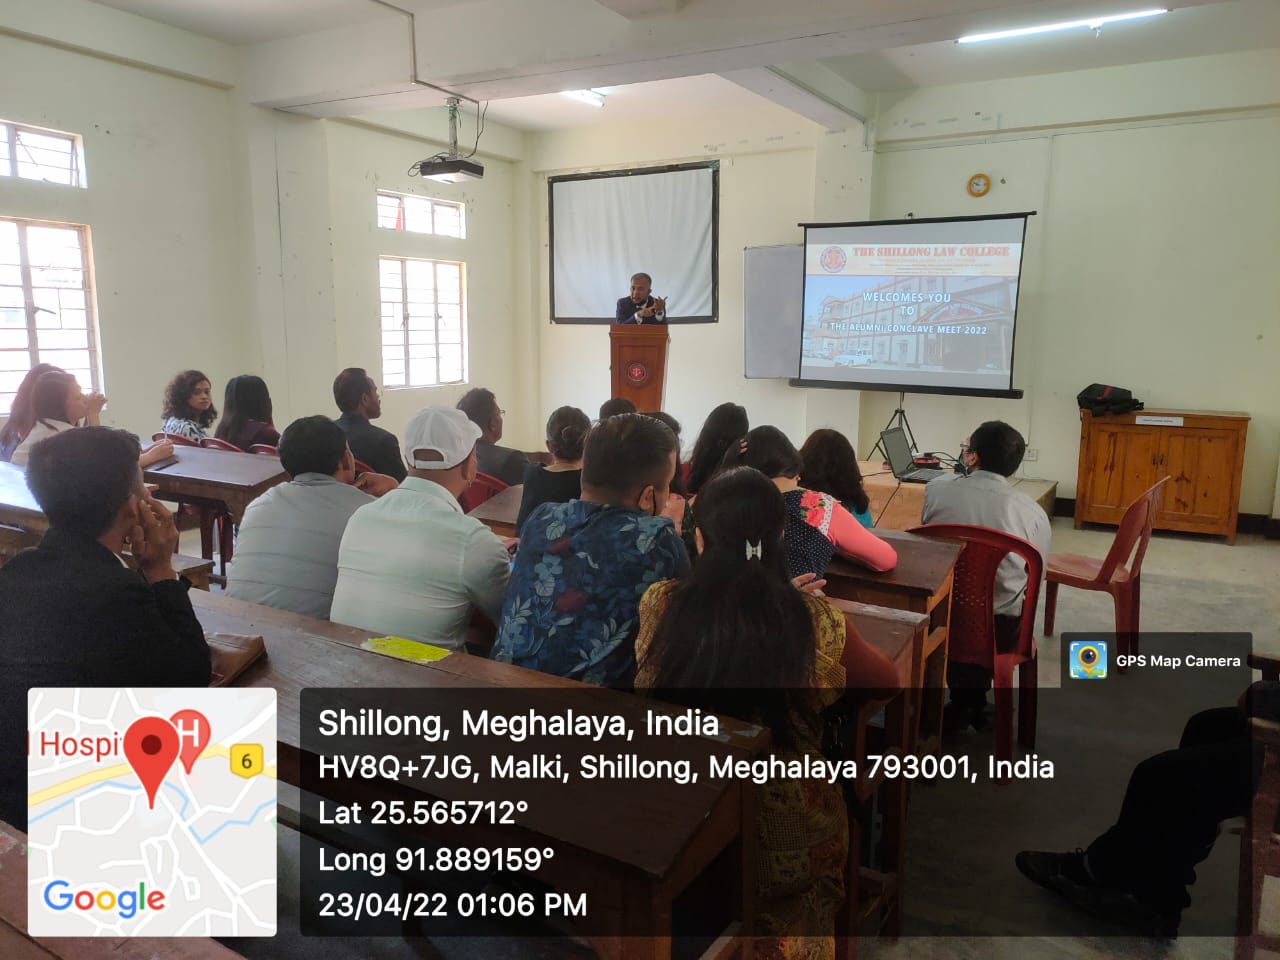 THE SHILLONG LAW COLLEGE
WELCOMES YOU
TO
THE ALUMNI CONCLAVE MEET 2022
GPS Map Camera
Hospi
H
6
Google
Shillong, Meghalaya, India
HV8Q+7JG, Malki, Shillong, Meghalaya 793001, India
Lat 25.565712°
Long 91.889159°
23/04/22 01:06 PM